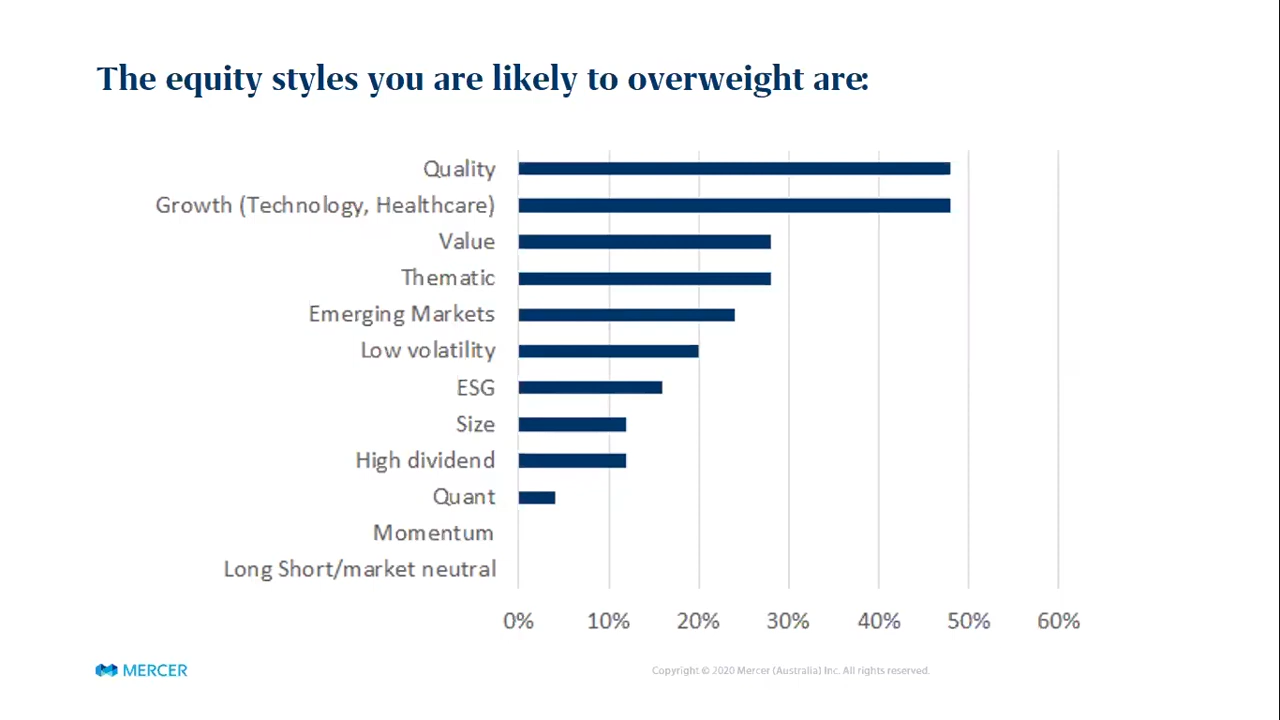 The equity styles you are likely to overweight are:
Quality
Growth (Technology, Healthcare)
Value
Thematic
Emerging Markets
Low volatility
ESG
Size
High dividend
Quant
Momentum
Long Short/market neutral
0% 10% 20% 30% 40% 50% 60%
MERCER
Copyright © 2020 Mercer (Australia) Inc. All rights reserved.